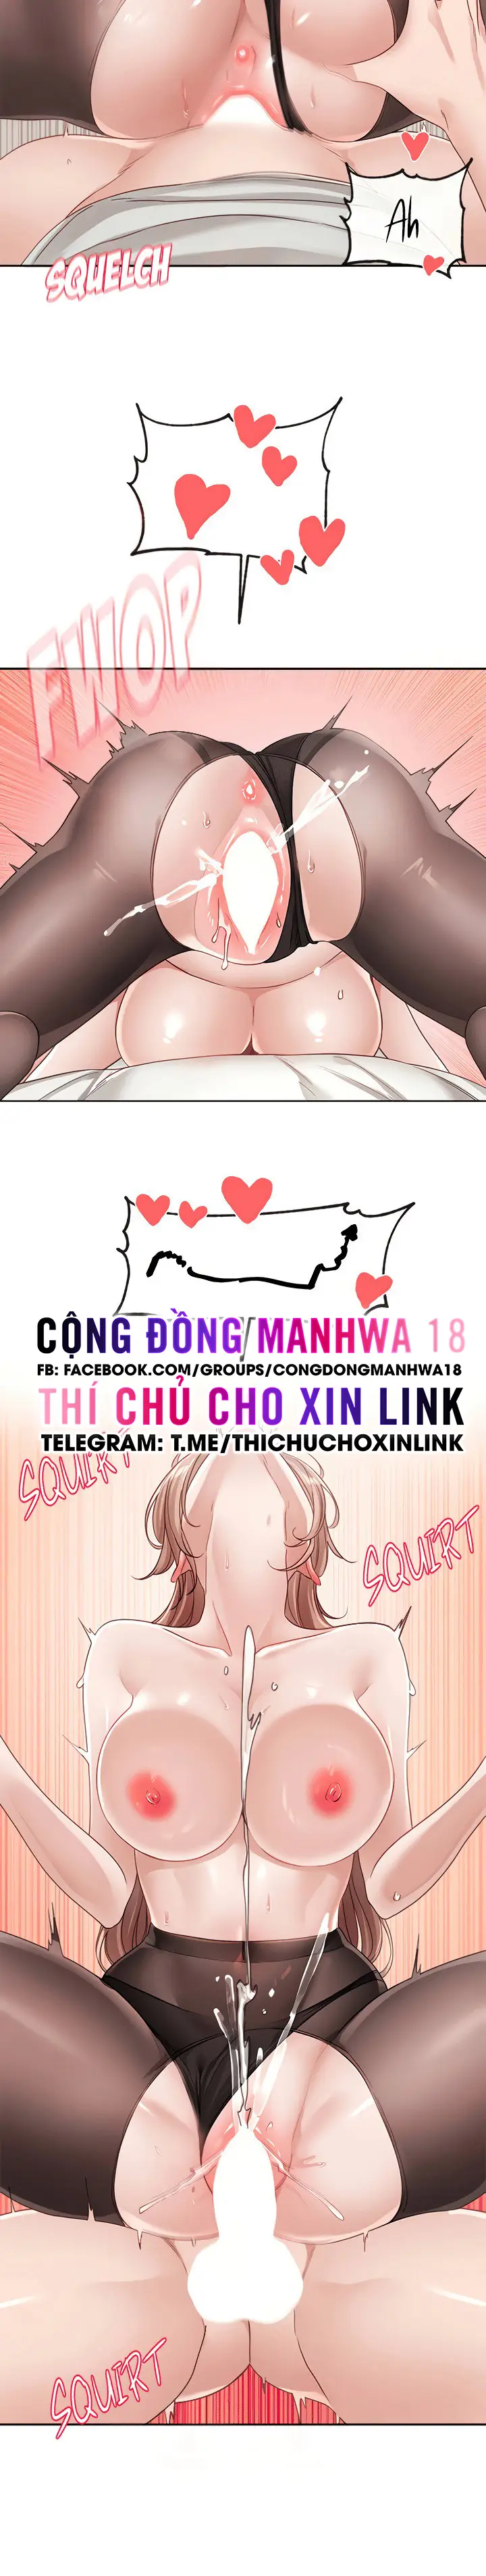 Ah
SQUELCH
FWOP
CỘNG ĐỒNG MANHWA 18
FB: FACEBOOK.COM/GROUPS/CONGDONGMANHWA18
THÍ CHỦ CHO XIN LINK
TELEGRAM: T.ME/THICHUCHOXINLINK
SQUIRT
SQUIRT
SQUIRT